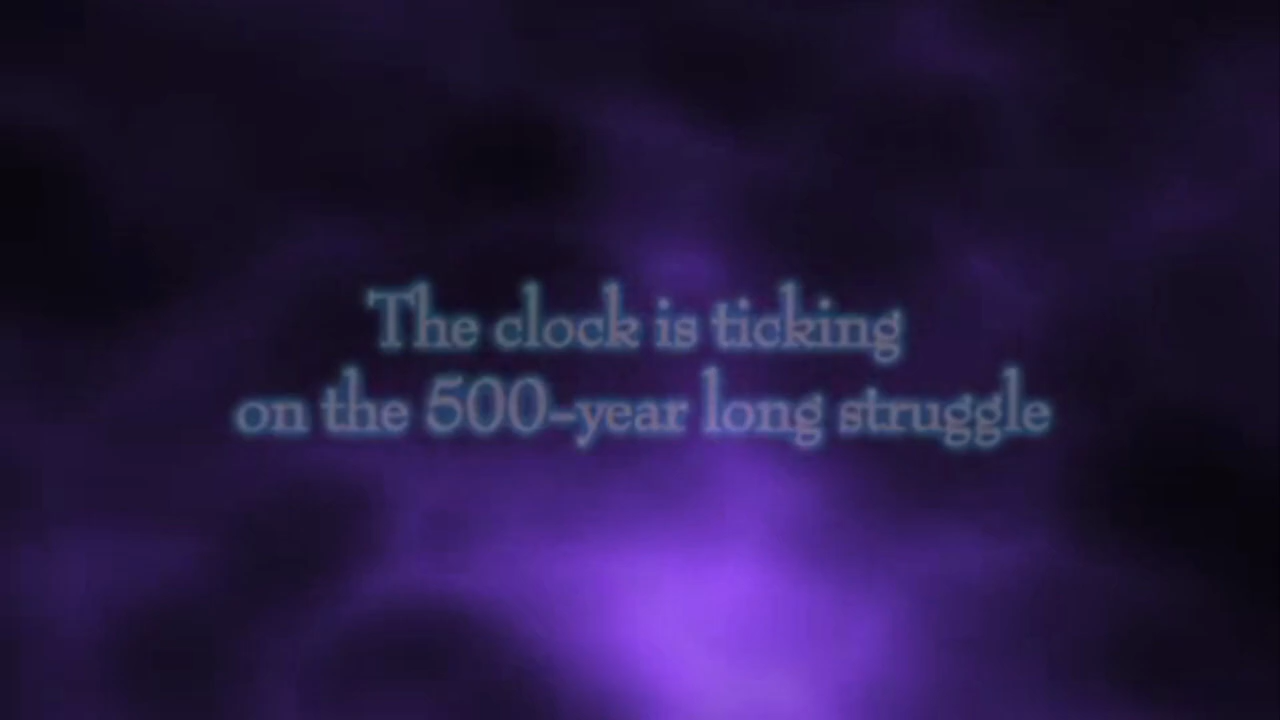 The clock is ticking
on the 500-year long struggle